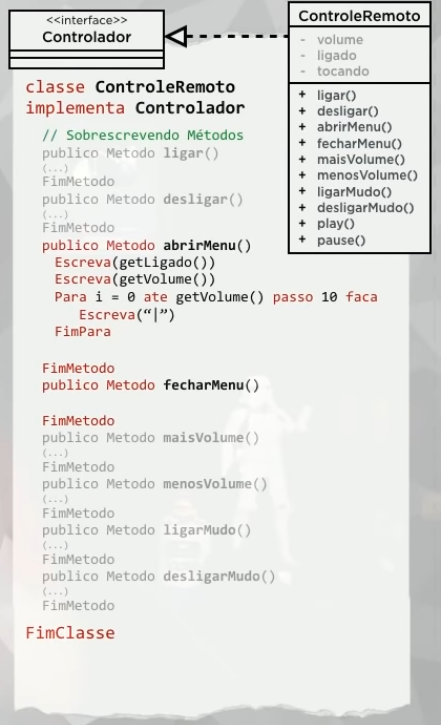 <<interface>>
Controlador
ControleRemoto
- volume
- ligado
- tocando
+ ligar()
+ desligar()
+ abrirMenu()
+ fecharMenu()
+ maisVolume()
+ menosVolume()
+ ligarMudo()
+ desligarMudo()
+ play()
+ pause()
classe ControleRemoto
implementa Controlador
// Sobrescrevendo Métodos
publico Metodo ligar()
(...)
FimMetodo
publico Metodo desligar()
(...)
FimMetodo
publico Metodo abrirMenu()
Escreva(getLigado())
Escreva(getVolume())
Para i = 0 ate getVolume() passo 10 faca
Escreva(“|”)
FimPara
FimMetodo
publico Metodo fecharMenu()
FimMetodo
publico Metodo maisVolume()
(...)
FimMetodo
publico Metodo menosVolume()
(...)
FimMetodo
publico Metodo ligarMudo()
(...)
FimMetodo
publico Metodo desligarMudo()
(...)
FimMetodo
FimClasse